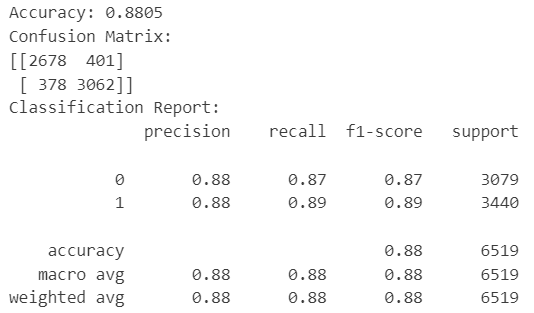 Accuracy: 0.8805
Confusion Matrix:
[[2678  401]
 [ 378 3062]]
Classification Report:
              precision    recall  f1-score   support

           0       0.88      0.87      0.87      3079
           1       0.88      0.89      0.89      3440

    accuracy                           0.88      6519
   macro avg       0.88      0.88      0.88      6519
weighted avg       0.88      0.88      0.88      6519